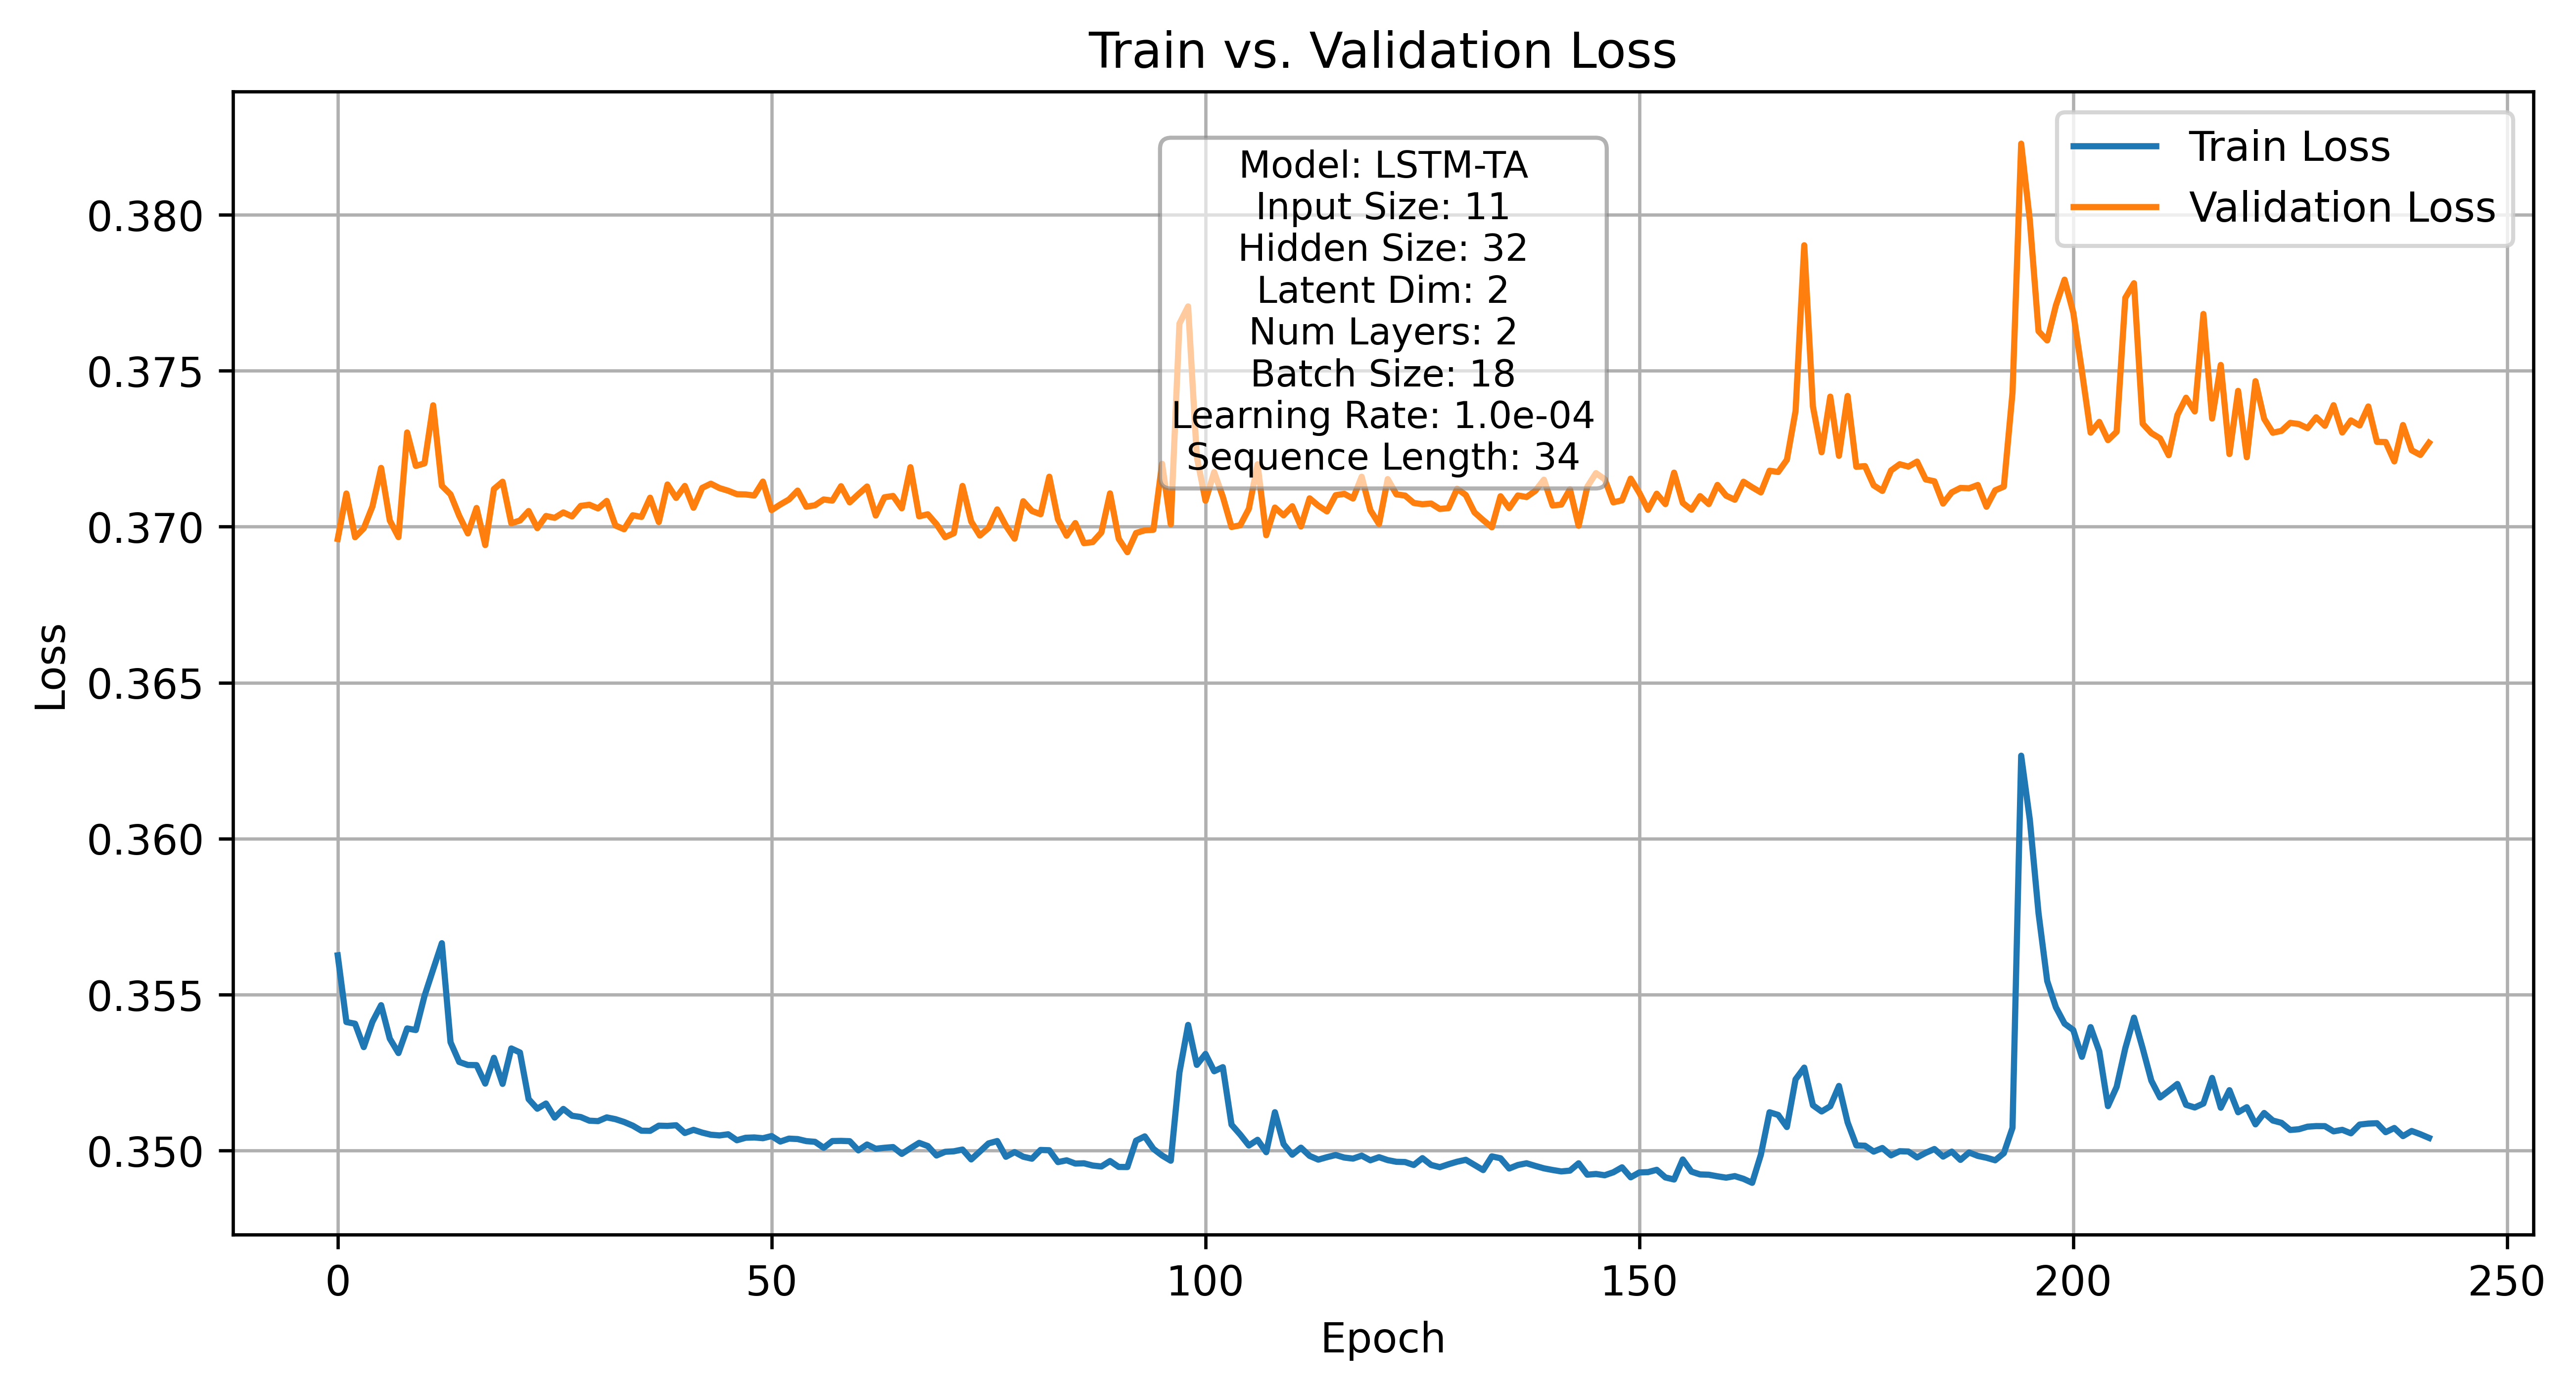 Train vs. Validation Loss
Train Loss
Validation Loss
Model: LSTM-TA
Input Size: 11
Hidden Size: 32
Latent Dim: 2
Num Layers: 2
Batch Size: 18
Learning Rate: 1.0e-04
Sequence Length: 34
0.380
0.375
0.370
0.365
0.360
0.355
0.350
Loss
0 50 100 150 200 250
Epoch